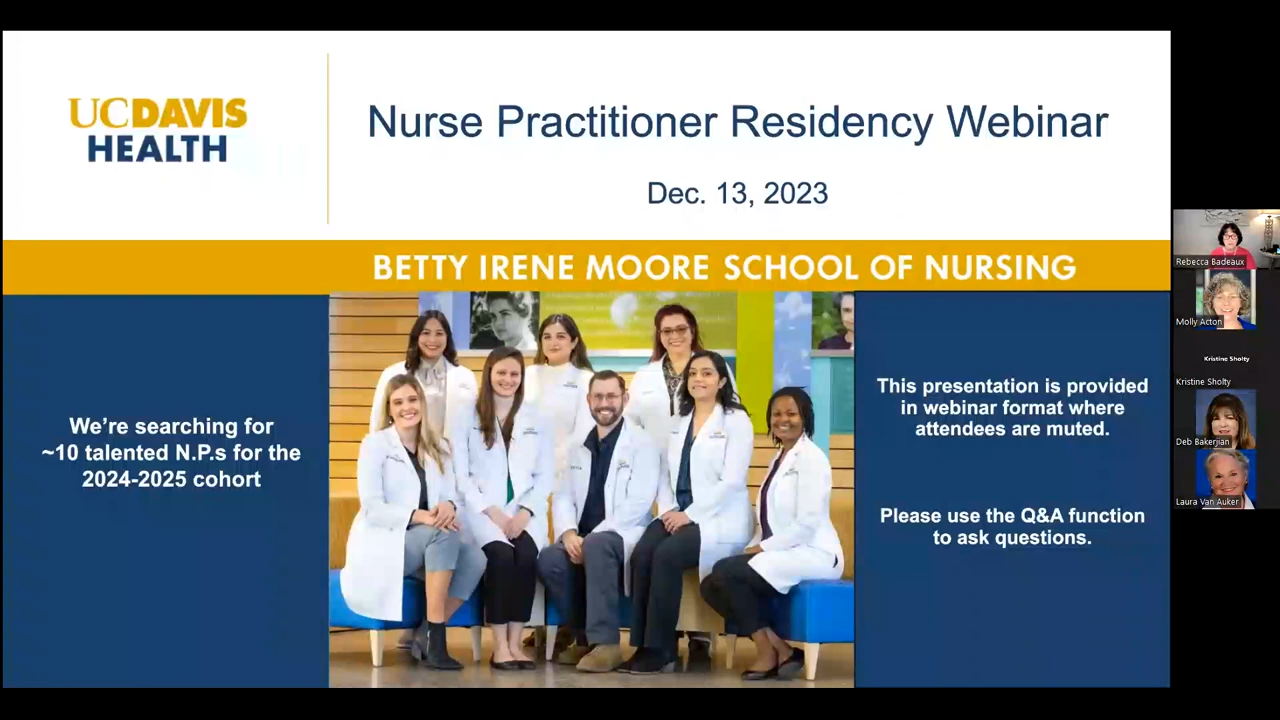 UCDAVIS
HEALTH
Nurse Practitioner Residency Webinar
Dec. 13, 2023
BETTY IRENE MOORE SCHOOL OF NURSING
We're searching for
~10 talented N.P.s for the
2024-2025 cohort
This presentation is provided
in webinar format where
attendees are muted.
Please use the Q&A function
to ask questions.
Rebecca Badeaux
Molly Acton
Kristine Sholty
Kristine Sholty
Deb Bakerjian
Laura Van Auker